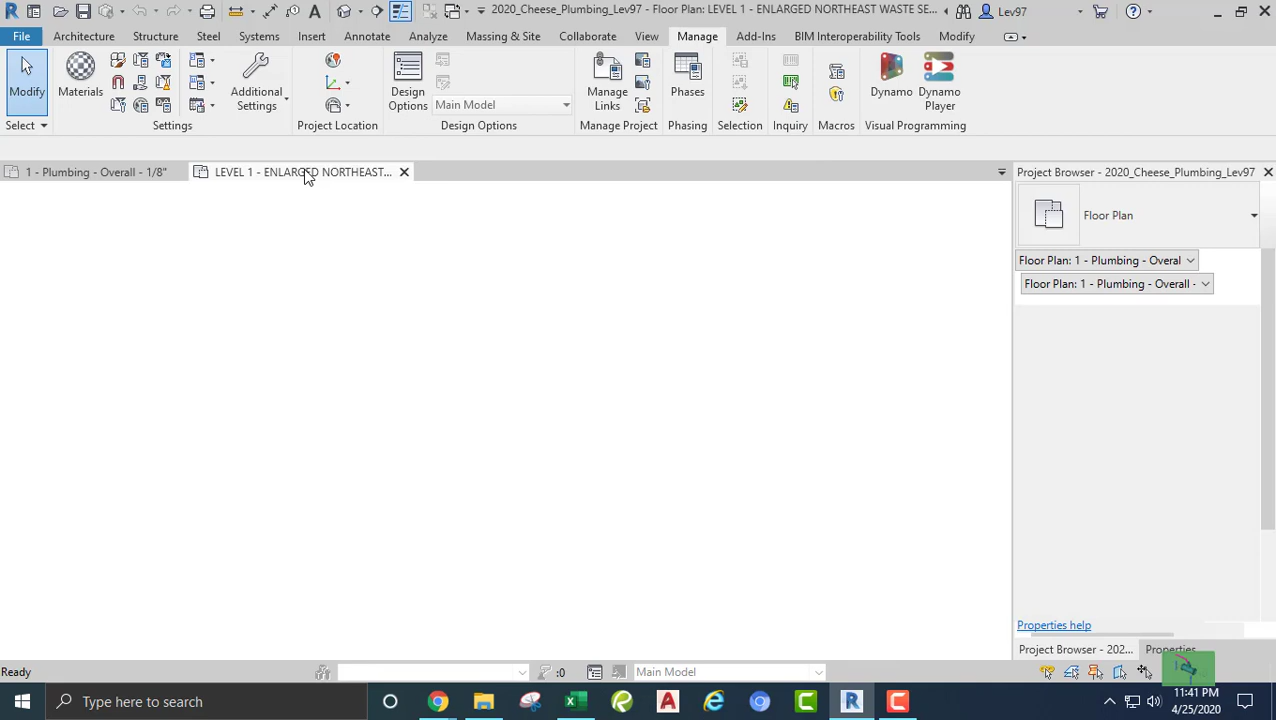 2020_Cheese_Plumbing_Lev97 - Floor Plan: LEVEL 1 - ENLARGED NORTHEAST WASTE SE...
Lev97
File Architecture Structure Steel Systems Insert Annotate Analyze Massing & Site Collaborate View Manage Add-Ins BIM Interoperability Tools Modify
Modify
Materials
Additional
Settings
Design
Options
Main Model
Manage
Links
Phases
Dynamo
Dynamo
Player
Select Settings Project Location Design Options Manage Project Phasing Selection Inquiry Macros Visual Programming
1 - Plumbing - Overall - 1/8"
LEVEL 1 - ENLARGED NORTHEAST...
Project Browser - 2020_Cheese_Plumbing_Lev97
Floor Plan
Floor Plan: 1 - Plumbing - Overal
Floor Plan: 1 - Plumbing - Overall -
Properties help
Project Browser - 202... Properties
Ready
:0
Main Model
Type here to search
11:41 PM
4/25/2020